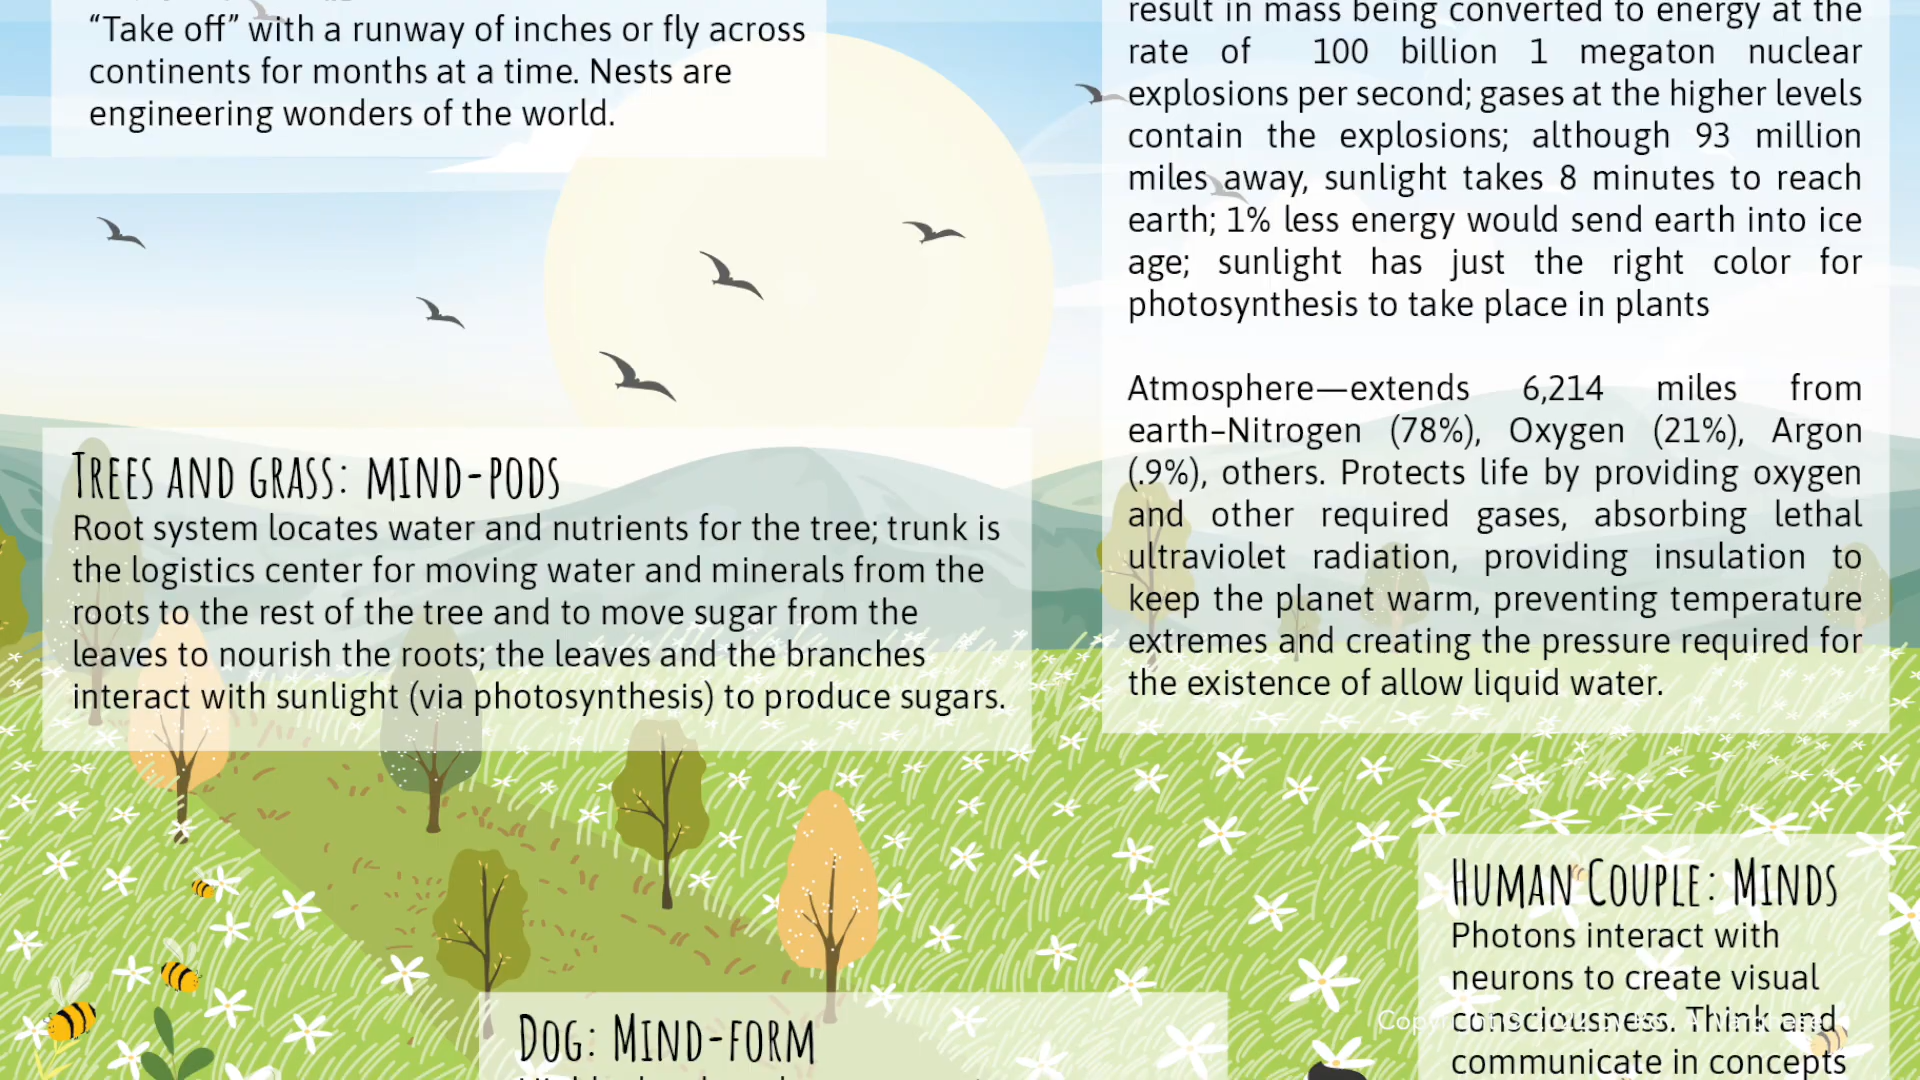 “Take off” with a runway of inches or fly across
continents for months at a time. Nests are
engineering wonders of the world.
result in mass being converted to energy at the
rate of 100 billion 1 megaton nuclear
explosions per second; gases at the higher levels
contain the explosions; although 93 million
miles away, sunlight takes 8 minutes to reach
earth; 1% less energy would send earth into ice
age; sunlight has just the right color for
photosynthesis to take place in plants
Atmosphere—extends 6,214 miles from
earth–Nitrogen (78%), Oxygen (21%), Argon
(.9%), others. Protects life by providing oxygen
and other required gases, absorbing lethal
ultraviolet radiation, providing insulation to
keep the planet warm, preventing temperature
extremes and creating the pressure required for
the existence of allow liquid water.
Trees and grass: mind-pods
Root system locates water and nutrients for the tree; trunk is
the logistics center for moving water and minerals from the
roots to the rest of the tree and to move sugar from the
leaves to nourish the roots; the leaves and the branches
interact with sunlight (via photosynthesis) to produce sugars.
Dog: Mind-form
Human Couple: Minds
Photons interact with
neurons to create visual
consciousness. Think and
communicate in concepts